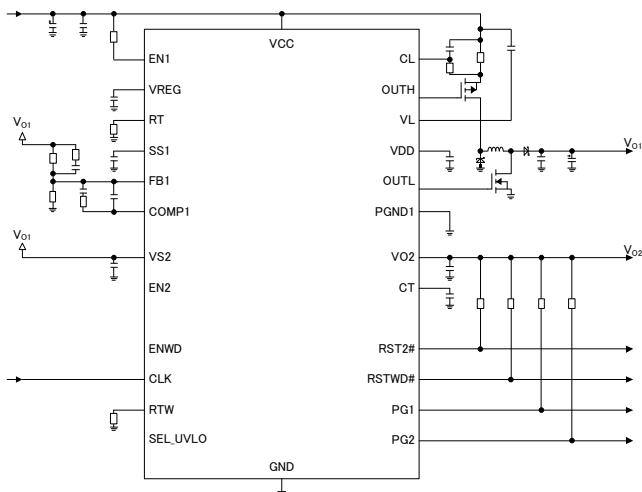 VCC
EN1
CL
VREG
OUTH
RT
VL
VO1
SS1
VDD
VO1
FB1
OUTL
COMP1
PGND1
VO1
VS2
VO2
VO2
EN2
CT
ENWD
RST2#
CLK
RSTWD#
RTW
PG1
SEL_UVLO
PG2
GND